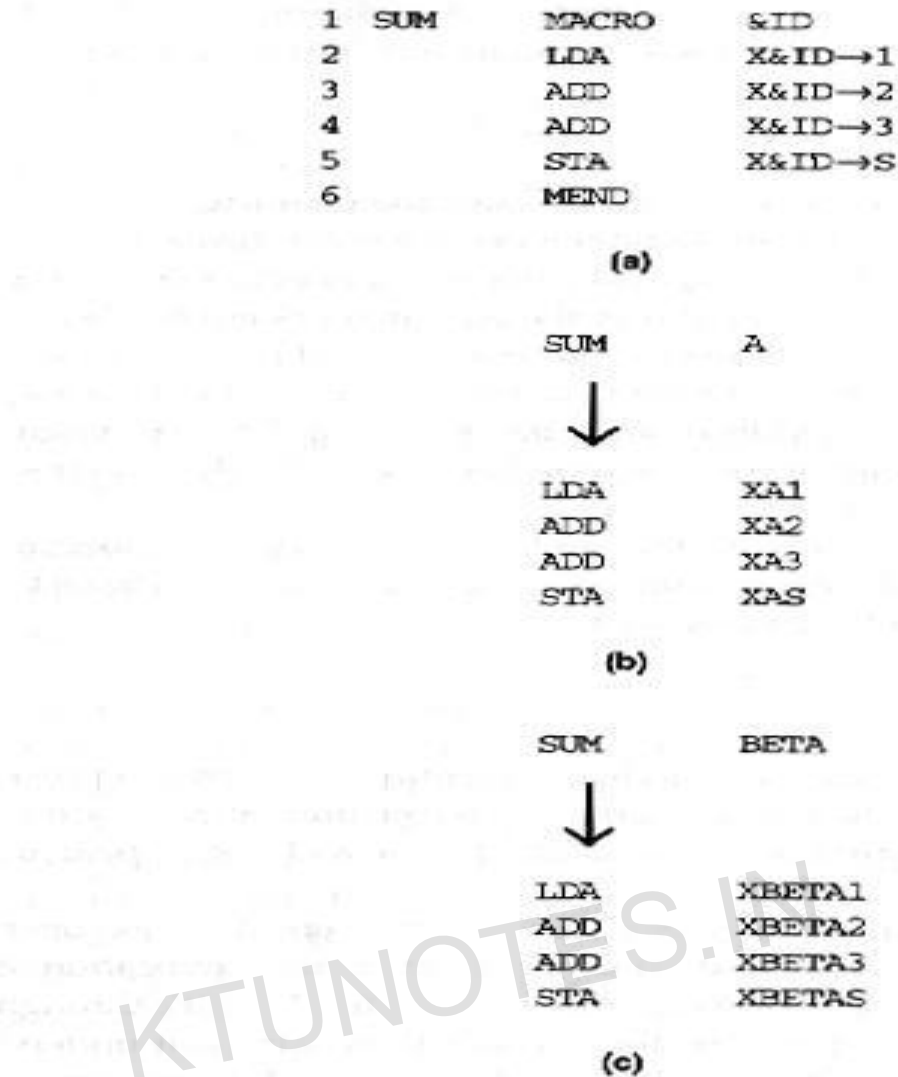 1 SUM MACRO &ID
2 LDA X&ID→1
3 ADD X&ID→2
4 ADD X&ID→3
5 STA X&ID→S
6 MEND
(a)
SUM A
LDA XA1
ADD XA2
ADD XA3
STA XAS
(b)
SUM BETA
LDA XBETA1
ADD XBETA2
ADD XBETA3
STA XBETAS
(c)
KTUNOTES.IN